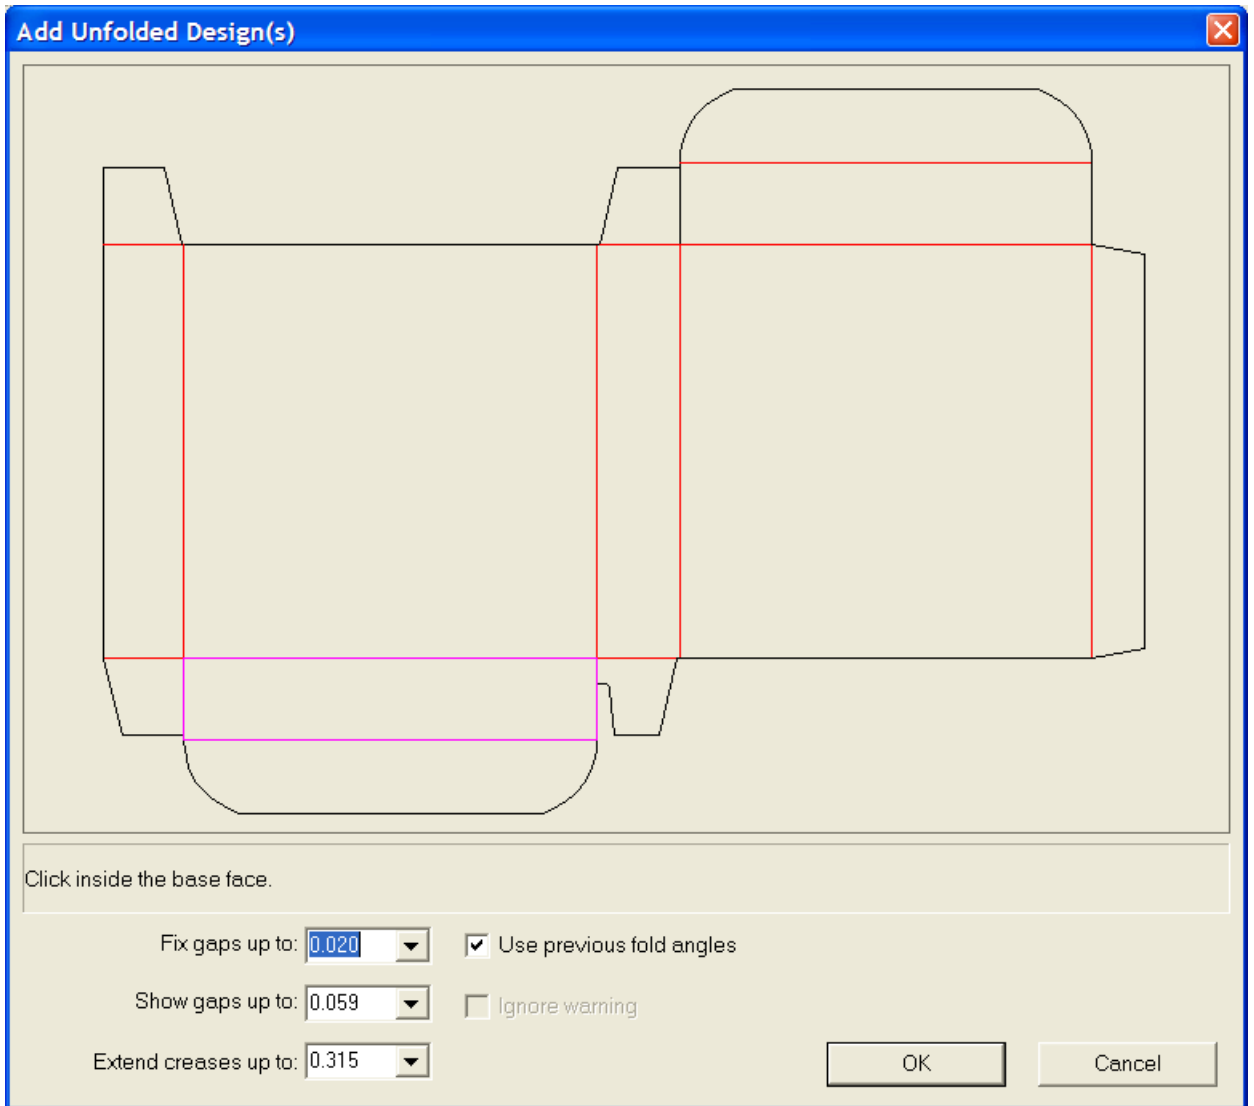 Add Unfolded Design(s)
Click inside the base face.
Fix gaps up to: 0.020 Use previous fold angles
Show gaps up to: 0.059 Ignore warning
Extend creases up to: 0.315 OK Cancel